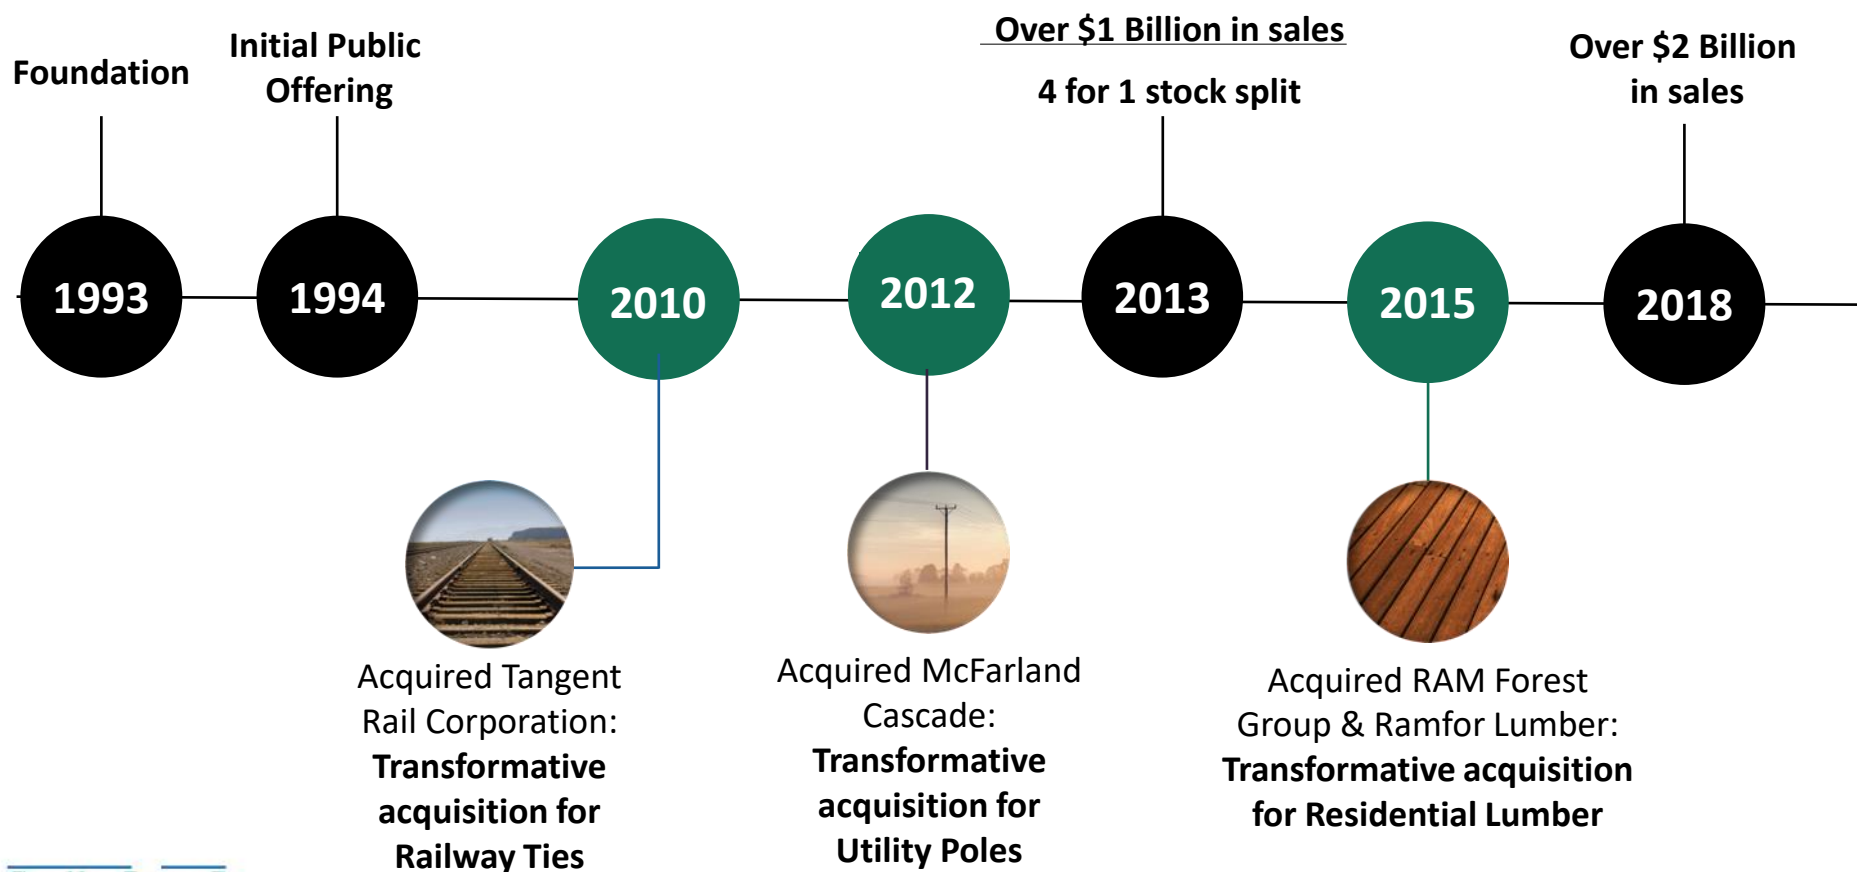 Foundation
Initial Public
Offering
Over $1 Billion in sales
4 for 1 stock split
Over $2 Billion
in sales
1993
1994
2010
2012
2013
2015
2018
Acquired Tangent
Rail Corporation:
Transformative
acquisition for
Railway Ties
Acquired McFarland
Cascade:
Transformative
acquisition for
Utility Poles
Acquired RAM Forest
Group & Ramfor Lumber:
Transformative acquisition
for Residential Lumber